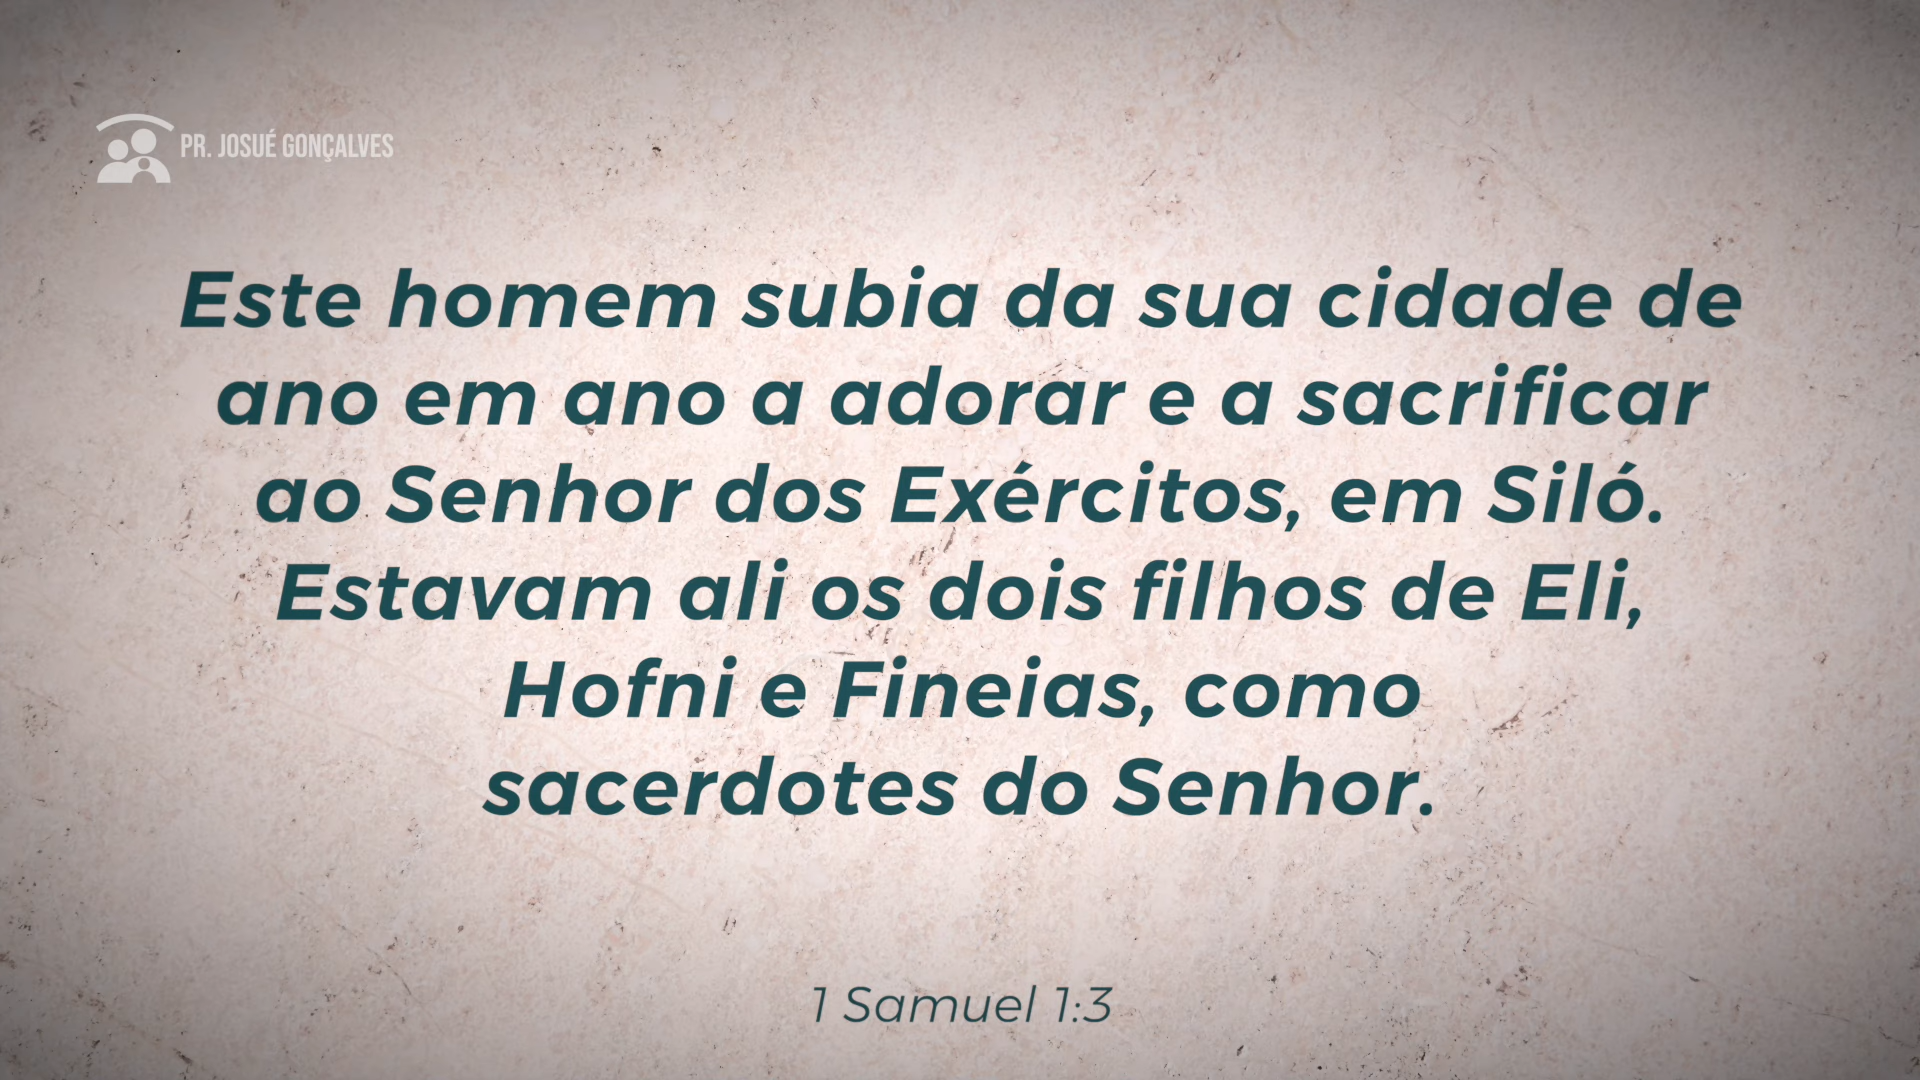 PR. JOSUÉ GONÇALVES
Este homem subia da sua cidade de
ano em ano a adorar e a sacrificar
ao Senhor dos Exércitos, em Siló.
Estavam ali os dois filhos de Eli,
Hofni e Fineias, como
sacerdotes do Senhor.
1 Samuel 1:3